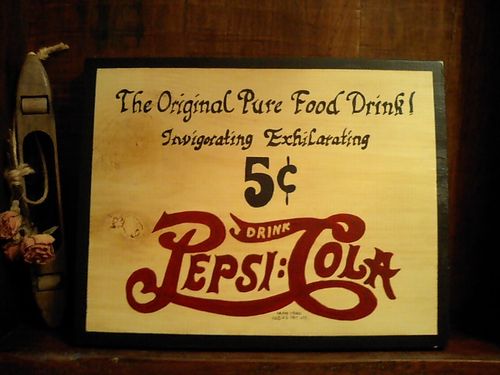 The Original Pure Food Drink!
Invigorating Exhilarating
5¢
DRINK
PEPSI:COLA